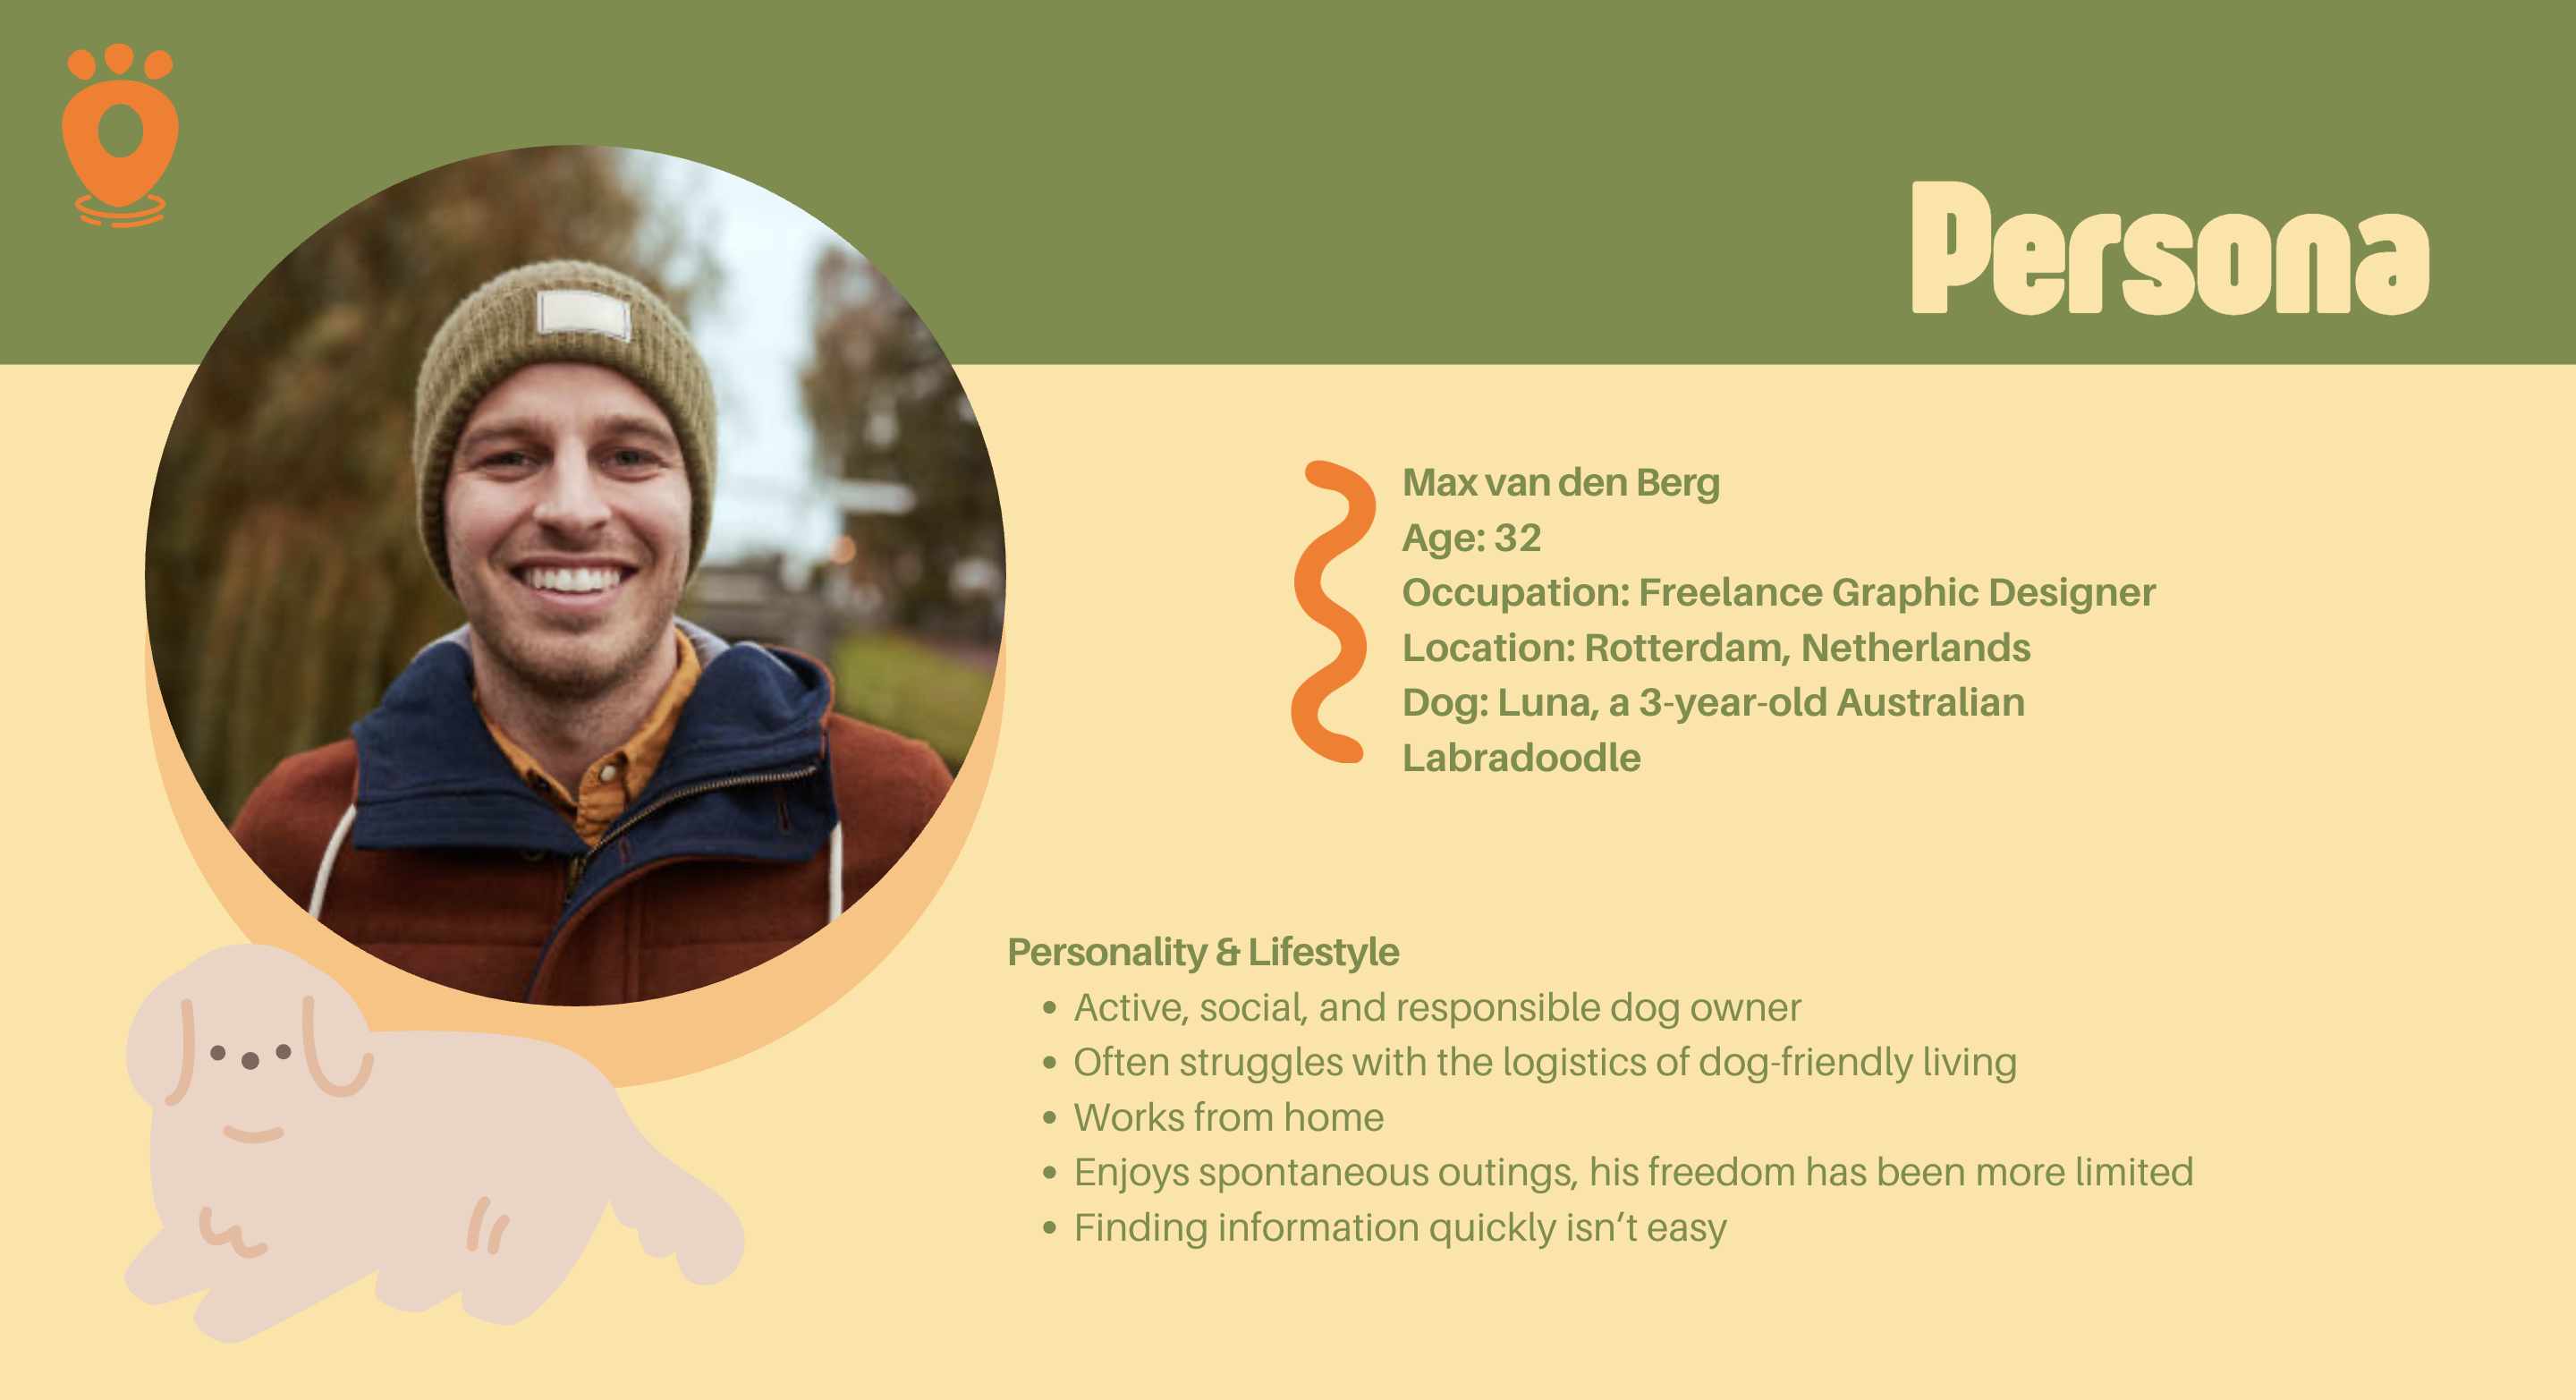 Persona
Max van den Berg
Age: 32
Occupation: Freelance Graphic Designer
Location: Rotterdam, Netherlands
Dog: Luna, a 3-year-old Australian
Labradoodle
Personality & Lifestyle
• Active, social, and responsible dog owner
• Often struggles with the logistics of dog-friendly living
• Works from home
• Enjoys spontaneous outings, his freedom has been more limited
• Finding information quickly isn’t easy